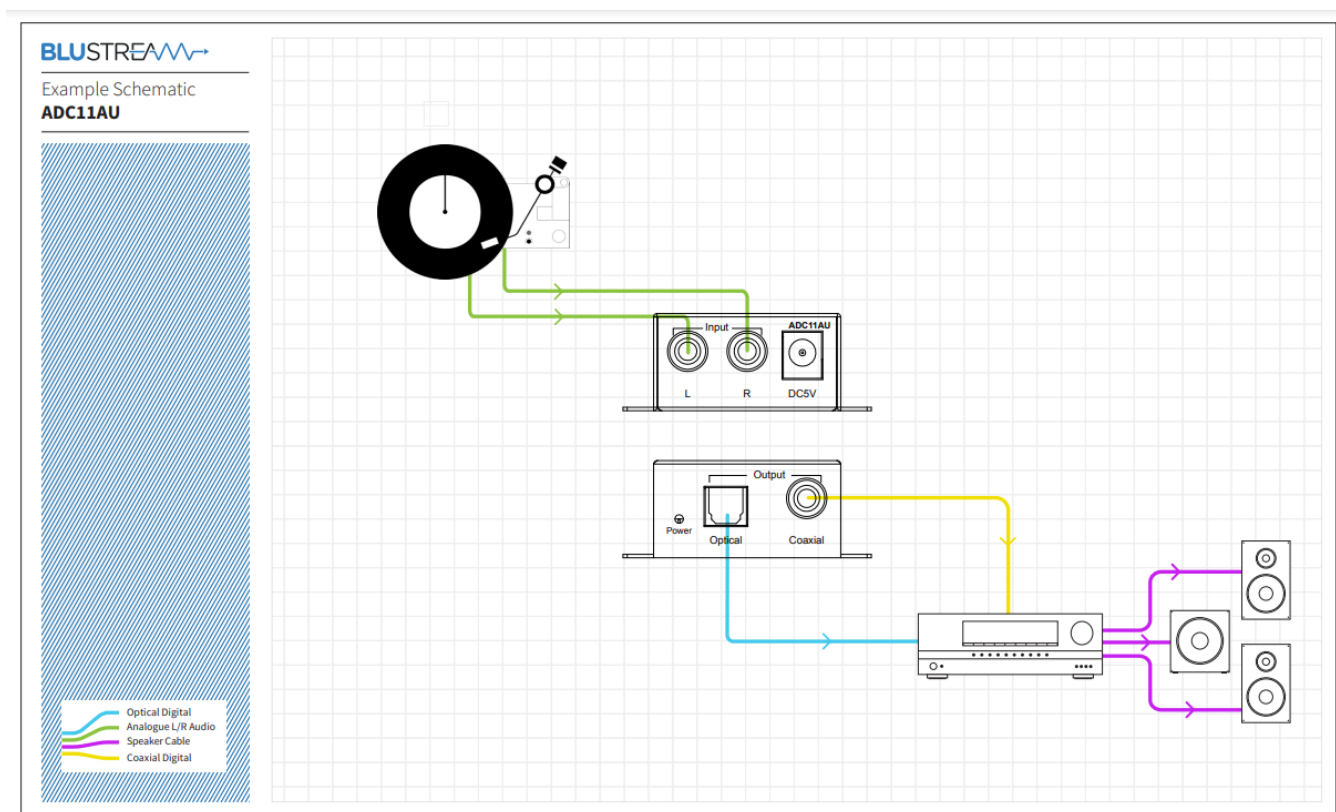 BLUSTREAM
Example Schematic
ADC11AU
Input
ADC11AU
L
R
DC5V
Output
Power
Optical
Coaxial
Optical Digital
Analogue L/R Audio
Speaker Cable
Coaxial Digital